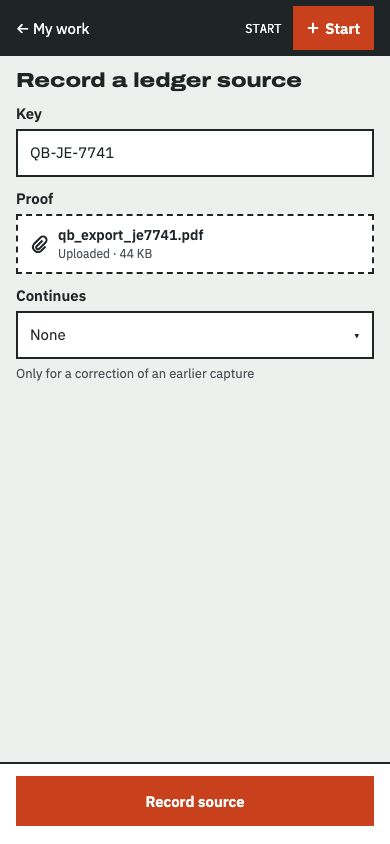 ← My work
START
+ Start
Record a ledger source
Key
QB-JE-7741
Proof
qb_export_je7741.pdf
Uploaded · 44 KB
Continues
None
Only for a correction of an earlier capture
Record source